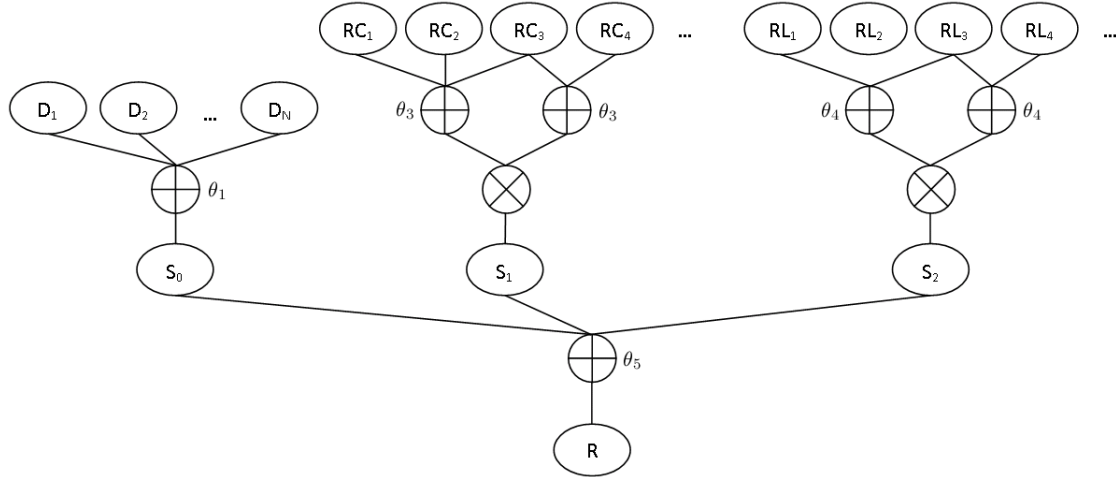 RC₁ RC₂ RC₃ RC₄ ... RL₁ RL₂ RL₃ RL₄ ...
D₁ D₂ ... D_N θ₃ θ₃ θ₄ θ₄
θ₁
S₀ S₁ S₂
θ₅
R